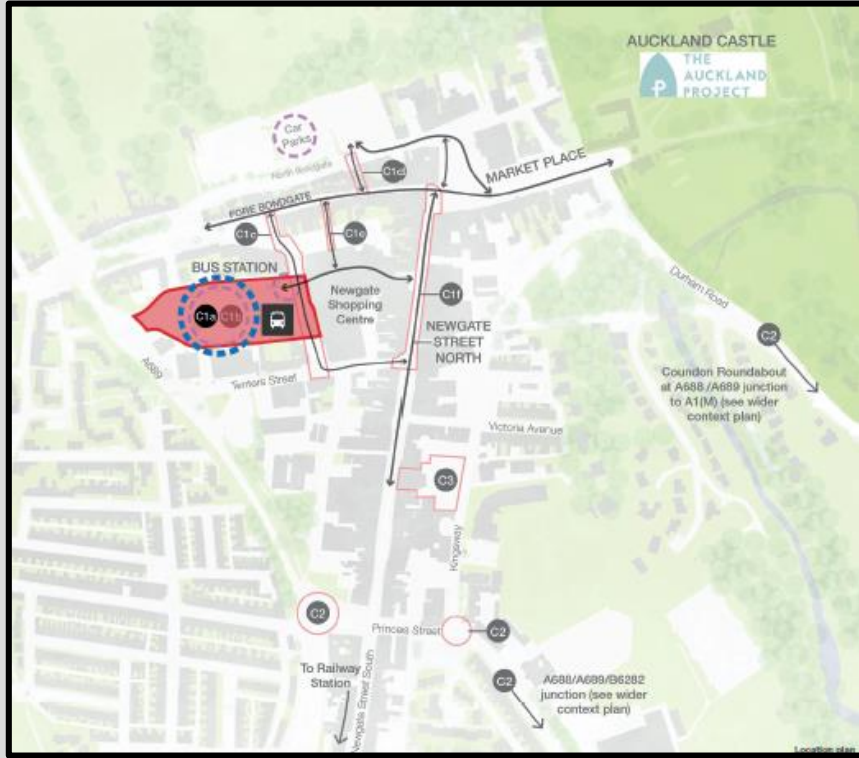 AUCKLAND CASTLE
THE
AUCKLAND
PROJECT
Car
Parks
North Bondgate
C1d
MARKET PLACE
FORE BONDGATE
C1c
C1e
BUS STATION
C1a
C1b
Newgate
Shopping
Centre
C1f
NEWGATE
STREET
NORTH
Durham Road
C2
Coundon Roundabout
at A688 /A689 junction
to A1(M) (see wider
context plan)
A689
Tenters Street
Victoria Avenue
C3
Kingsway
C2
Princes Street
C2
To Railway
Station
Newgate Street South
C2
A688/A689/B6282
junction (see wider
context plan)
Location plan